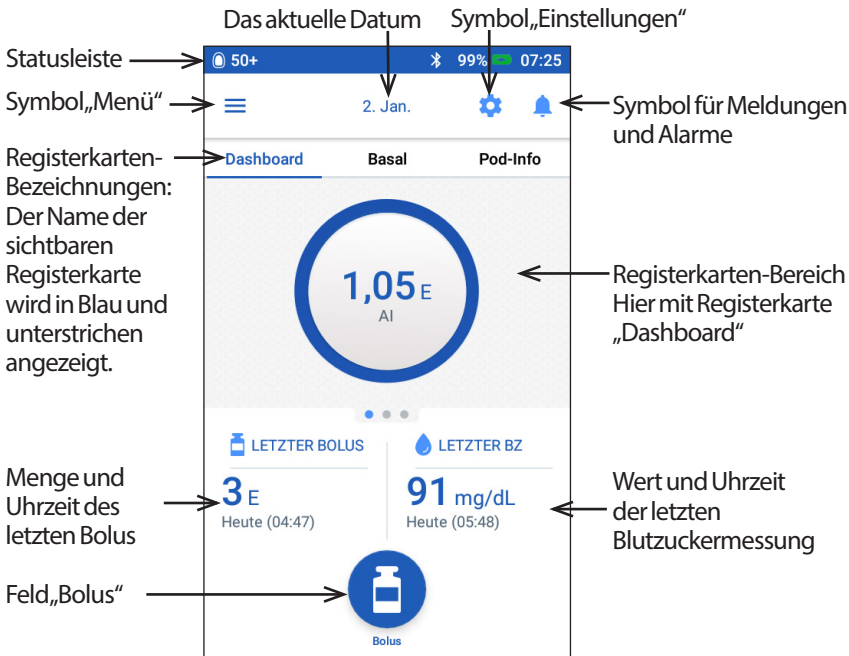 Das aktuelle Datum
Symbol„Einstellungen“
Statusleiste
50+
99%
07:25
Symbol„Menü“
2. Jan.
Symbol für Meldungen
und Alarme
Registerkarten-
Bezeichnungen:
Der Name der
sichtbaren
Registerkarte
wird in Blau und
unterstrichen
angezeigt.
Dashboard
Basal
Pod-Info
1,05 E
AI
Registerkarten-Bereich
Hier mit Registerkarte
„Dashboard“
LETZTER BOLUS
LETZTER BZ
Menge und
Uhrzeit des
letzten Bolus
3 E
Heute (04:47)
91 mg/dL
Heute (05:48)
Wert und Uhrzeit
der letzten
Blutzuckermessung
Feld„Bolus“
Bolus